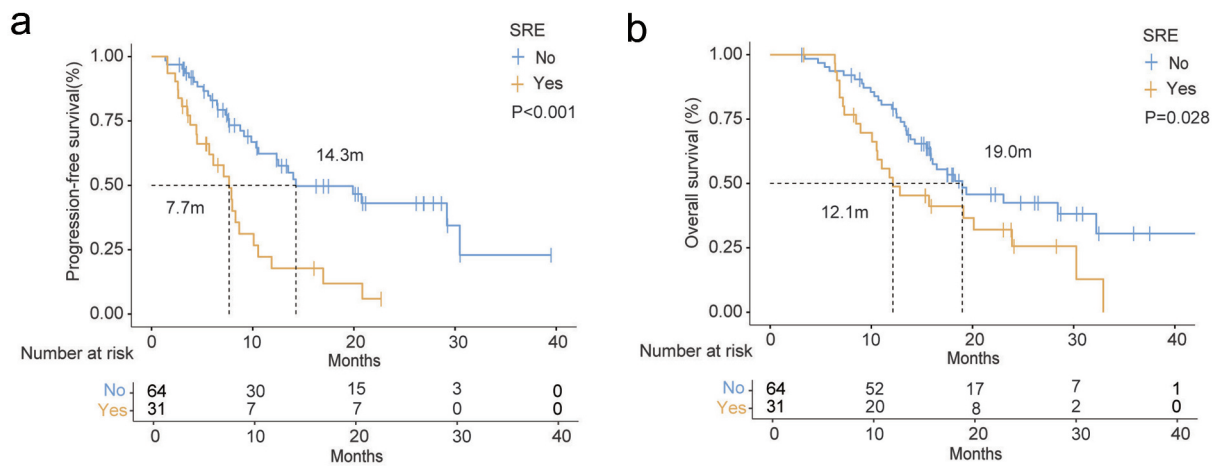 a
SRE
No
Yes
P<0.001
Progression-free survival(%)
1.00
0.75
0.50
0.25
0.00
14.3m
7.7m
0 10 20 30 40
Months
Number at risk
No 64 30 15 3 0
Yes 31 7 7 0 0
0 10 20 30 40
Months
b
SRE
No
Yes
P=0.028
Overall survival (%)
1.00
0.75
0.50
0.25
0.00
19.0m
12.1m
0 10 20 30 40
Months
Number at risk
No 64 52 17 7 1
Yes 31 20 8 2 0
0 10 20 30 40
Months